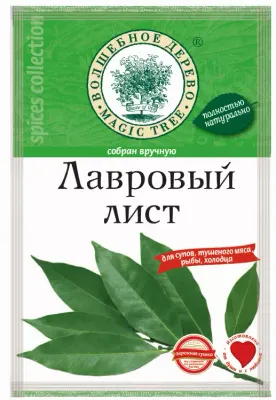 spices collection
ВОЛШЕБНОЕ ДЕРЕВО
®
MAGIC TREE
полностью
натурально
собран вручную
Лавровый
лист
для супов, тушеного мяса,
рыбы, холодца